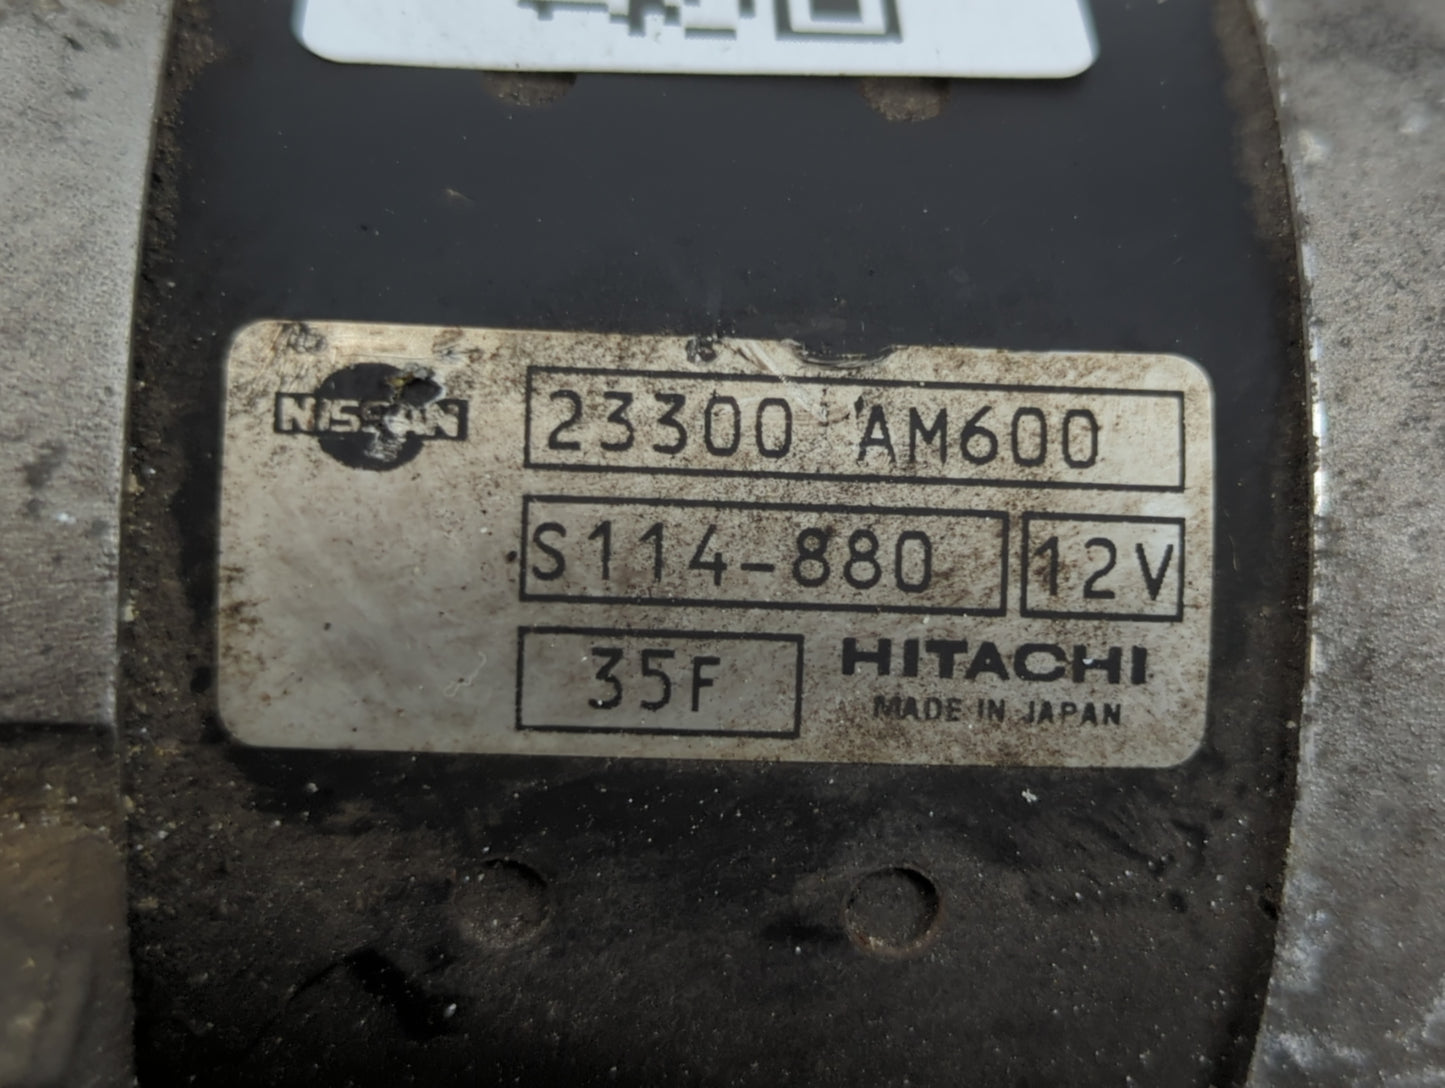 NISSAN 23300 AM600
S114-880 12V
35F HITACHI
MADE IN JAPAN